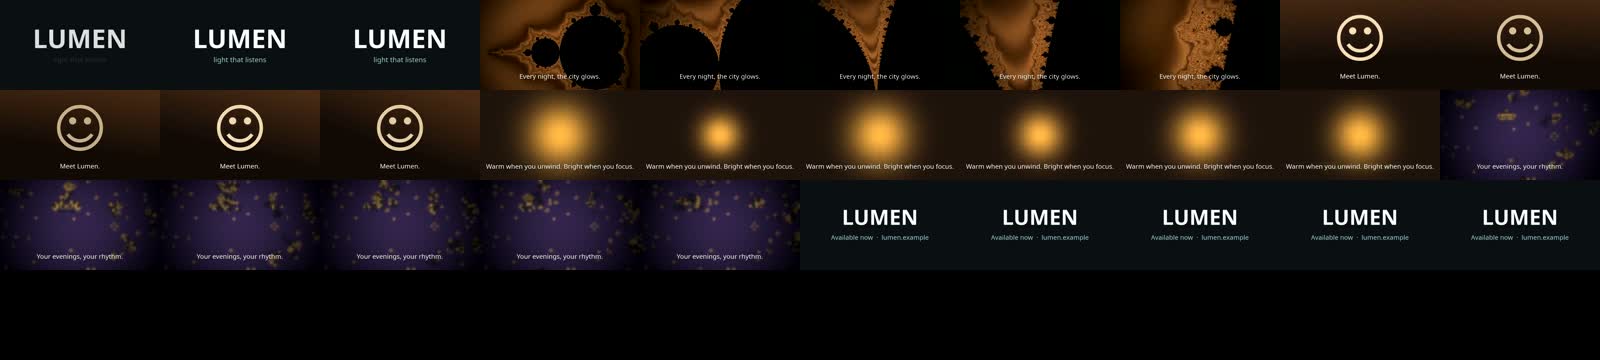 LUMEN
light that listens
LUMEN
light that listens
LUMEN
light that listens
Every night, the city glows.
Every night, the city glows.
Every night, the city glows.
Every night, the city glows.
Every night, the city glows.
Meet Lumen.
Meet Lumen.
Meet Lumen.
Meet Lumen.
Meet Lumen.
Warm when you unwind. Bright when you focus.
Warm when you unwind. Bright when you focus.
Warm when you unwind. Bright when you focus.
Warm when you unwind. Bright when you focus.
Warm when you unwind. Bright when you focus.
Warm when you unwind. Bright when you focus.
Your evenings, your rhythm.
Your evenings, your rhythm.
Your evenings, your rhythm.
Your evenings, your rhythm.
Your evenings, your rhythm.
Your evenings, your rhythm.
LUMEN
Available now · lumen.example
LUMEN
Available now · lumen.example
LUMEN
Available now · lumen.example
LUMEN
Available now · lumen.example
LUMEN
Available now · lumen.example